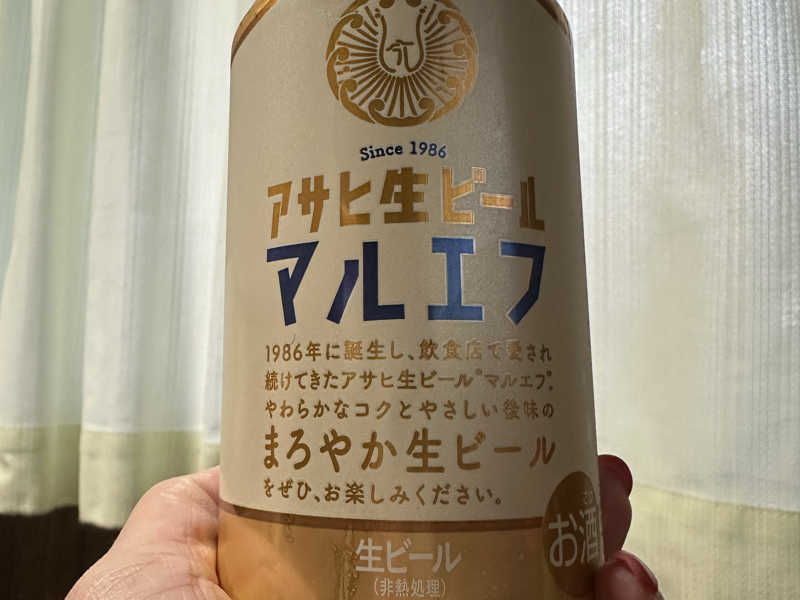 Since 1986
アサヒ生ビール
マルエフ
1986年に誕生し、飲食店で愛され
続けてきたアサヒ生ビール"マルエフ"。
やわらかなコクとやさしい後味の
まろやか生ビール
をぜひ、お楽しみください。
お酒
生ビール
(非熱処理)